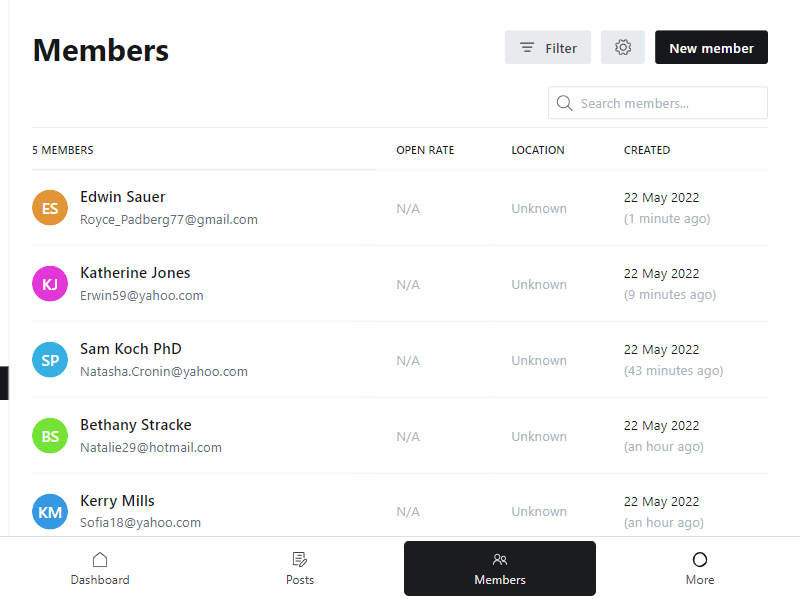 Members
Filter
New member
Search members...
5 MEMBERS OPEN RATE LOCATION CREATED
ES Edwin Sauer N/A Unknown 22 May 2022
Royce_Padberg77@gmail.com (1 minute ago)
KJ Katherine Jones N/A Unknown 22 May 2022
Erwin59@yahoo.com (9 minutes ago)
SP Sam Koch PhD N/A Unknown 22 May 2022
Natasha.Cronin@yahoo.com (43 minutes ago)
BS Bethany Stracke N/A Unknown 22 May 2022
Natalie29@hotmail.com (an hour ago)
KM Kerry Mills N/A Unknown 22 May 2022
Sofia18@yahoo.com (an hour ago)
Dashboard Posts Members More